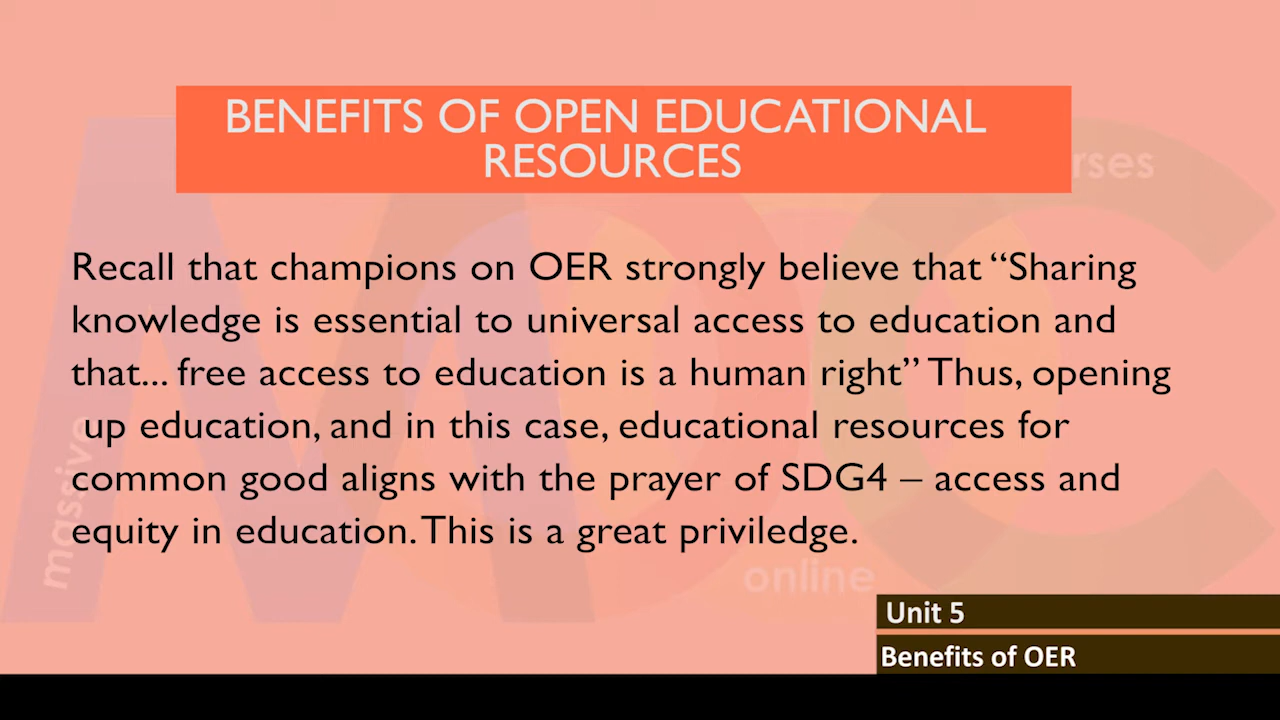 BENEFITS OF OPEN EDUCATIONAL
RESOURCES
rses
Recall that champions on OER strongly believe that “Sharing
knowledge is essential to universal access to education and
that... free access to education is a human right” Thus, opening
up education, and in this case, educational resources for
common good aligns with the prayer of SDG4 – access and
equity in education. This is a great priviledge.
massive
online
Unit 5
Benefits of OER